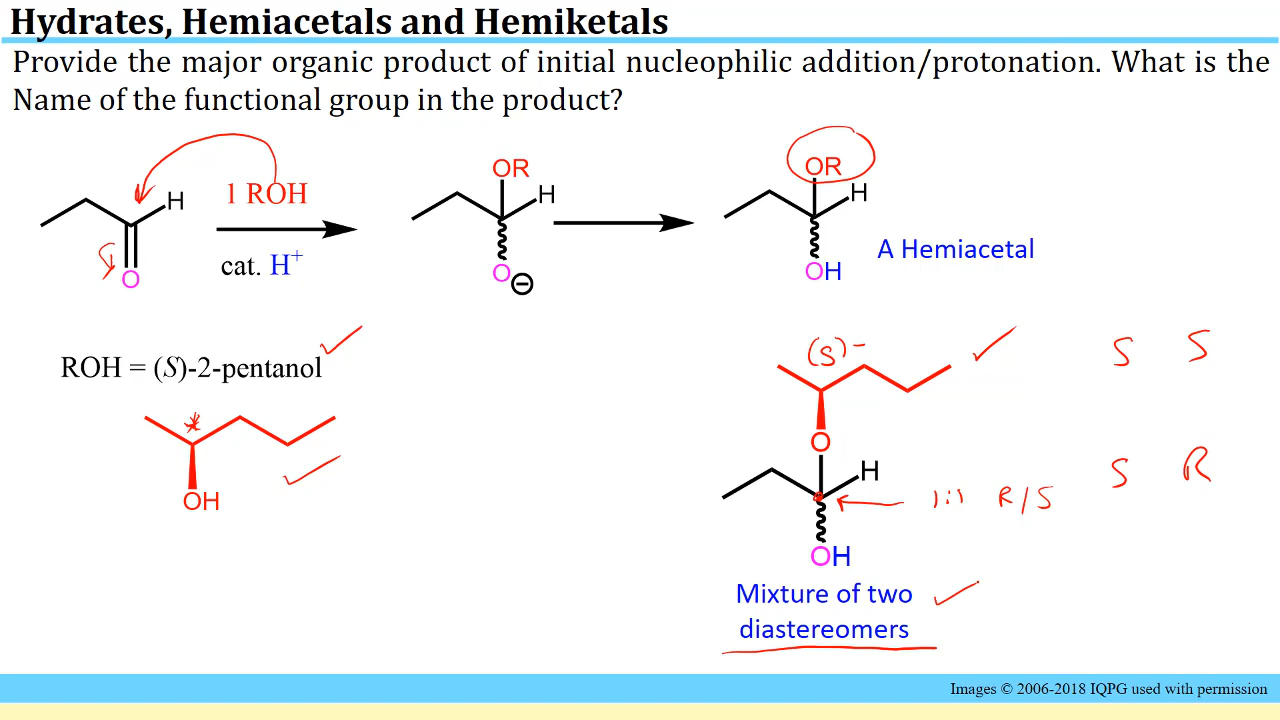 Hydrates, Hemiacetals and Hemiketals
Provide the major organic product of initial nucleophilic addition/protonation. What is the
Name of the functional group in the product?
OR
OR
H
1 ROH
H
H
cat. H+
O
O
⊖
OH
A Hemiacetal
ROH = (S)-2-pentanol
(S)-
S S
*
O
H
S R
OH
1:1 R/S
OH
Mixture of two
diastereomers
Images © 2006-2018 IQPG used with permission